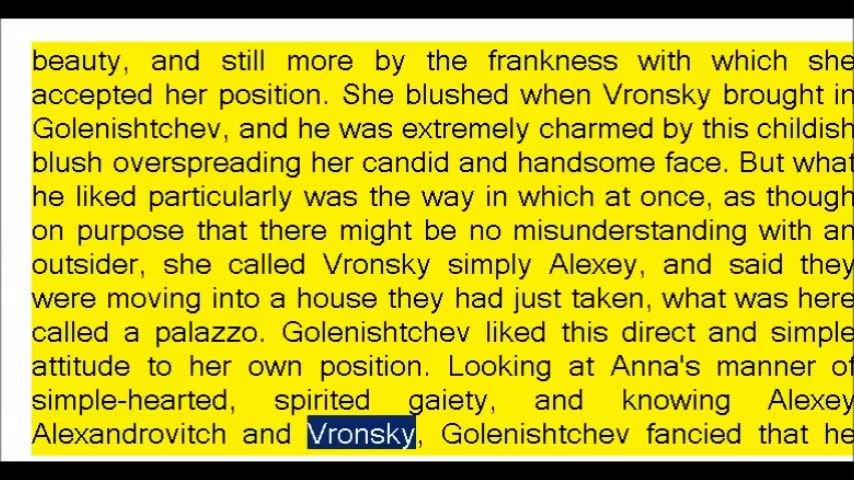 beauty, and still more by the frankness with which she
accepted her position. She blushed when Vronsky brought in
Golenishtchev, and he was extremely charmed by this childish
blush overspreading her candid and handsome face. But what
he liked particularly was the way in which at once, as though
on purpose that there might be no misunderstanding with an
outsider, she called Vronsky simply Alexey, and said they
were moving into a house they had just taken, what was here
called a palazzo. Golenishtchev liked this direct and simple
attitude to her own position. Looking at Anna's manner of
simple-hearted, spirited gaiety, and knowing Alexey
Alexandrovitch and Vronsky, Golenishtchev fancied that he